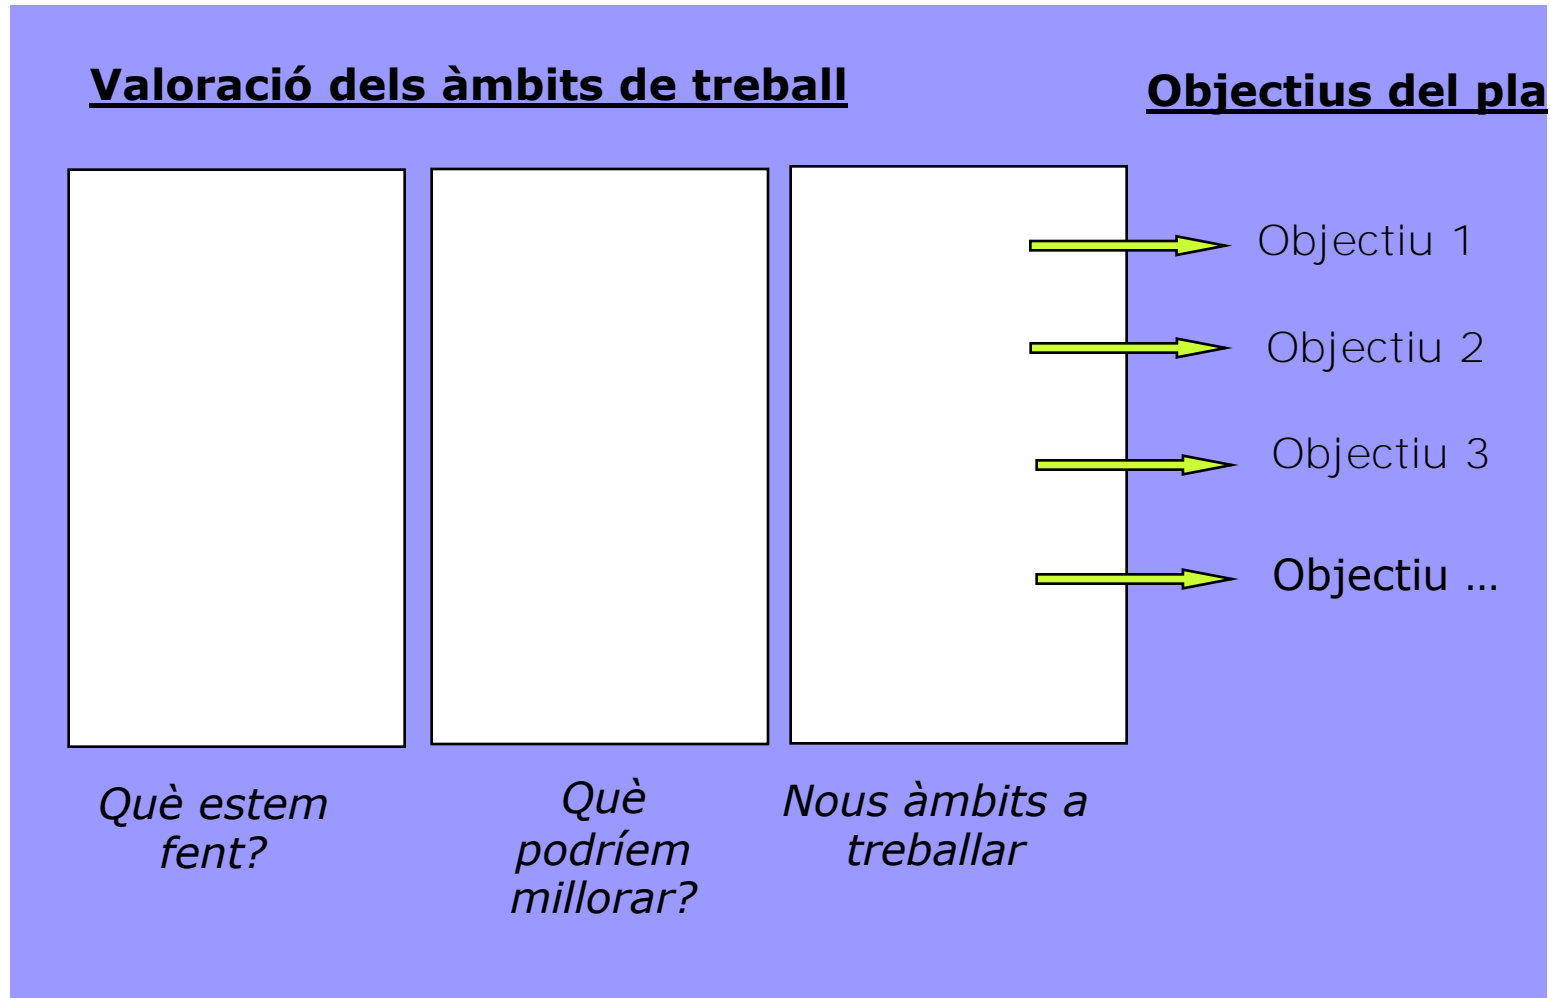 Valoració dels àmbits de treball
Objectius del pla
Objectiu 1
Objectiu 2
Objectiu 3
Objectiu ...
Què estem
fent?
Què
podríem
millorar?
Nous àmbits a
treballar